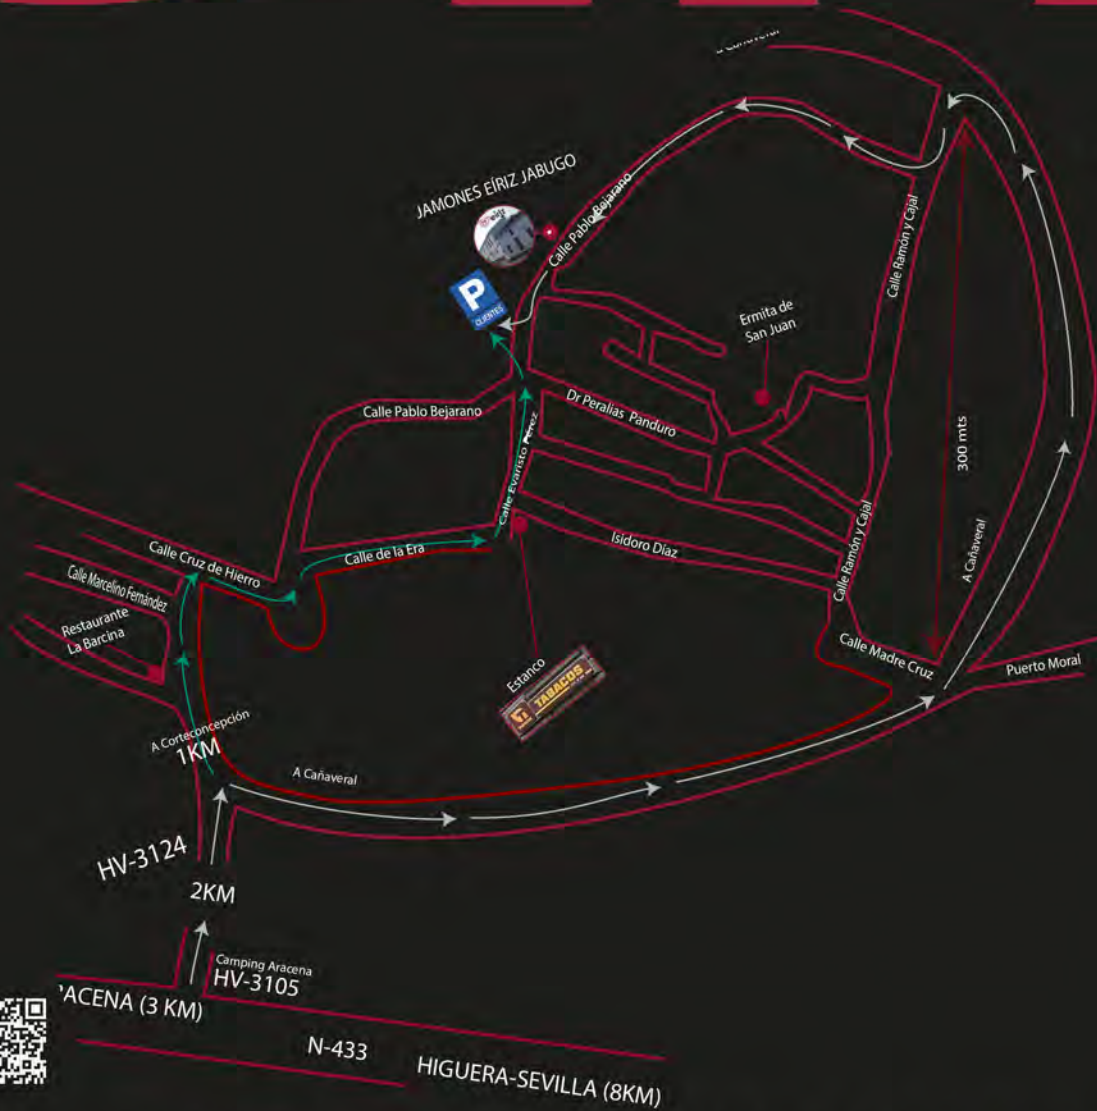 JAMONES EÍRIZ JABUGO
P
CLIENTES
Calle Pablo Bejarano
Calle Ramón y Cajal
Ermita de
San Juan
Calle Pablo Bejarano
Dr Peralias Panduro
300 mts
Calle Evaristo Pérez
Isidoro Díaz
Calle Ramón y Cajal
A Cañaveral
Calle Cruz de Hierro
Calle de la Era
Calle Marcelino Fernández
Restaurante
La Barcina
Calle Madre Cruz
Puerto Moral
Estanco
TABACOS
A Corteconcepción
1KM
A Cañaveral
HV-3124
2KM
Camping Aracena
HV-3105
ACENA (3 KM)
N-433
HIGUERA-SEVILLA (8KM)